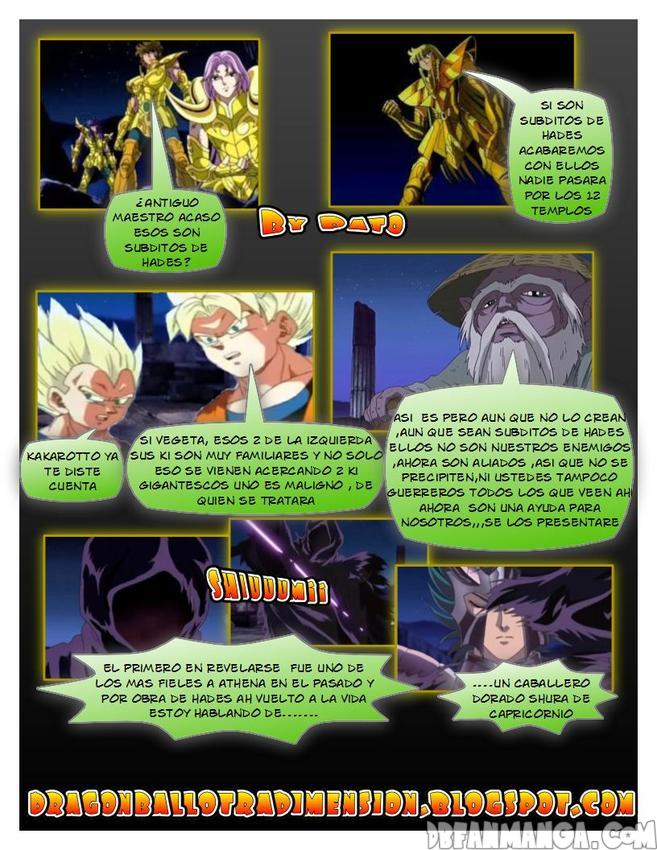 ¿ANTIGUO
MAESTRO ACASO
ESOS SON
SUBDITOS DE
HADES?
SI SON
SUBDITOS DE
HADES
ACABAREMOS
CON ELLOS
NADIE PASARA
POR LOS 12
TEMPLOS
BY PATO
KAKAROTTO YA
TE DISTE
CUENTA
SI VEGETA, ESOS 2 DE LA IZQUIERDA
SUS KI SON MUY FAMILIARES Y NO SOLO
ESO SE VIENEN ACERCANDO 2 KI
GIGANTESCOS UNO ES MALIGNO , DE
QUIEN SE TRATARA
ASI ES PERO AUN QUE NO LO CREAN
,AUN QUE SEAN SUBDITOS DE HADES
ELLOS NO SON NUESTROS ENEMIGOS
,AHORA SON ALIADOS ,ASI QUE NO SE
PRECIPITEN,NI USTEDES TAMPOCO
GUERREROS TODOS LOS QUE VEEN AHI
AHORA SON UNA AYUDA PARA
NOSOTROS,,,SE LOS PRESENTARE
SHIUUUMII
EL PRIMERO EN REVELARSE FUE UNO DE
LOS MAS FIELES A ATHENA EN EL PASADO Y
POR OBRA DE HADES AH VUELTO A LA VIDA
ESTOY HABLANDO DE-------
----UN CABALLERO
DORADO SHURA DE
CAPRICORNIO
DRAGONBALLOTRADIMENSION.BLOGSPOT.COM
DBFANMANGA.COM